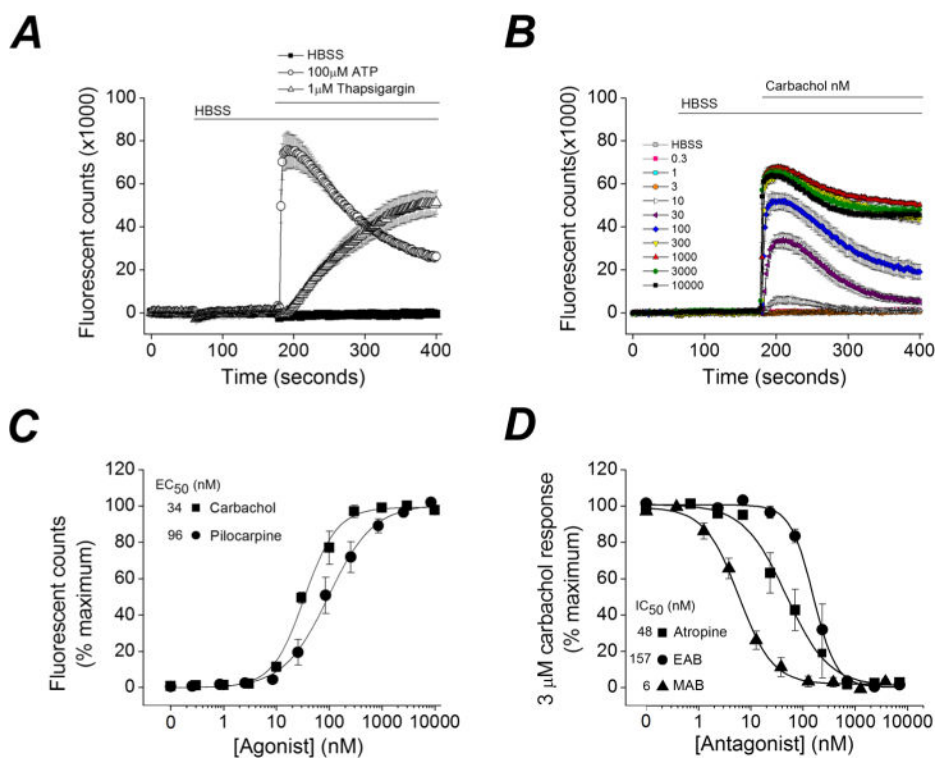 A
HBSS
100μM ATP
1μM Thapsigargin
HBSS
Fluorescent counts (x1000)
100
80
60
40
20
0
0 100 200 300 400
Time (seconds)
B
Carbachol nM
HBSS
HBSS
0.3
1
3
10
30
100
300
1000
3000
10000
Fluorescent counts(x1000)
100
80
60
40
20
0
0 100 200 300 400
Time (seconds)
C
EC50 (nM)
34 Carbachol
96 Pilocarpine
Fluorescent counts
(% maximum)
120
100
80
60
40
20
0
0 1 10 100 1000 10000
[Agonist] (nM)
D
IC50 (nM)
48 Atropine
157 EAB
6 MAB
3 μM carbachol response
(% maximum)
120
100
80
60
40
20
0
0 1 10 100 1000 10000
[Antagonist] (nM)